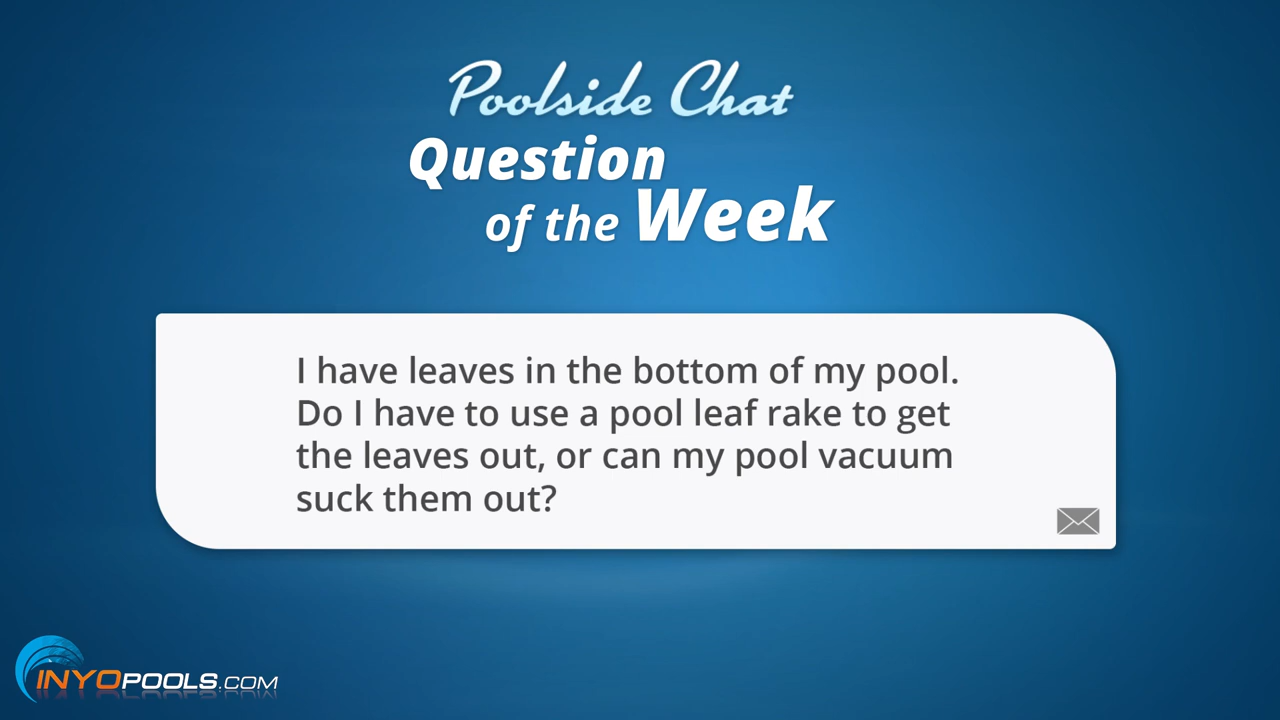 Poolside Chat
Question
of the Week
I have leaves in the bottom of my pool.
Do I have to use a pool leaf rake to get
the leaves out, or can my pool vacuum
suck them out?
INYOPOOLS.COM